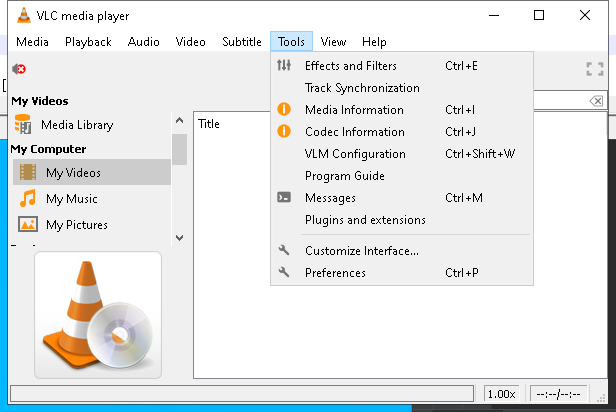 VLC media player
Media Playback Audio Video Subtitle Tools View Help
Effects and Filters Ctrl+E
Track Synchronization
Media Information Ctrl+I
Codec Information Ctrl+J
VLM Configuration Ctrl+Shift+W
Program Guide
Messages Ctrl+M
Plugins and extensions
Customize Interface...
Preferences Ctrl+P
My Videos
Media Library
My Computer
My Videos
My Music
My Pictures
Title
1.00x --:--/--:--